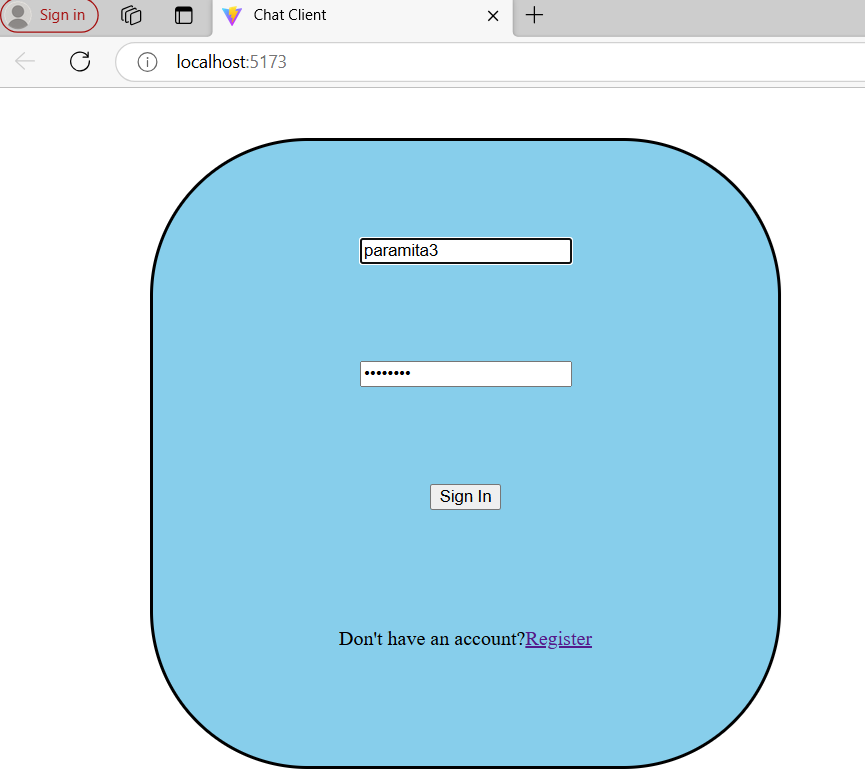 Sign in
Chat Client
localhost:5173
paramita3
••••••••
Sign In
Don't have an account?Register